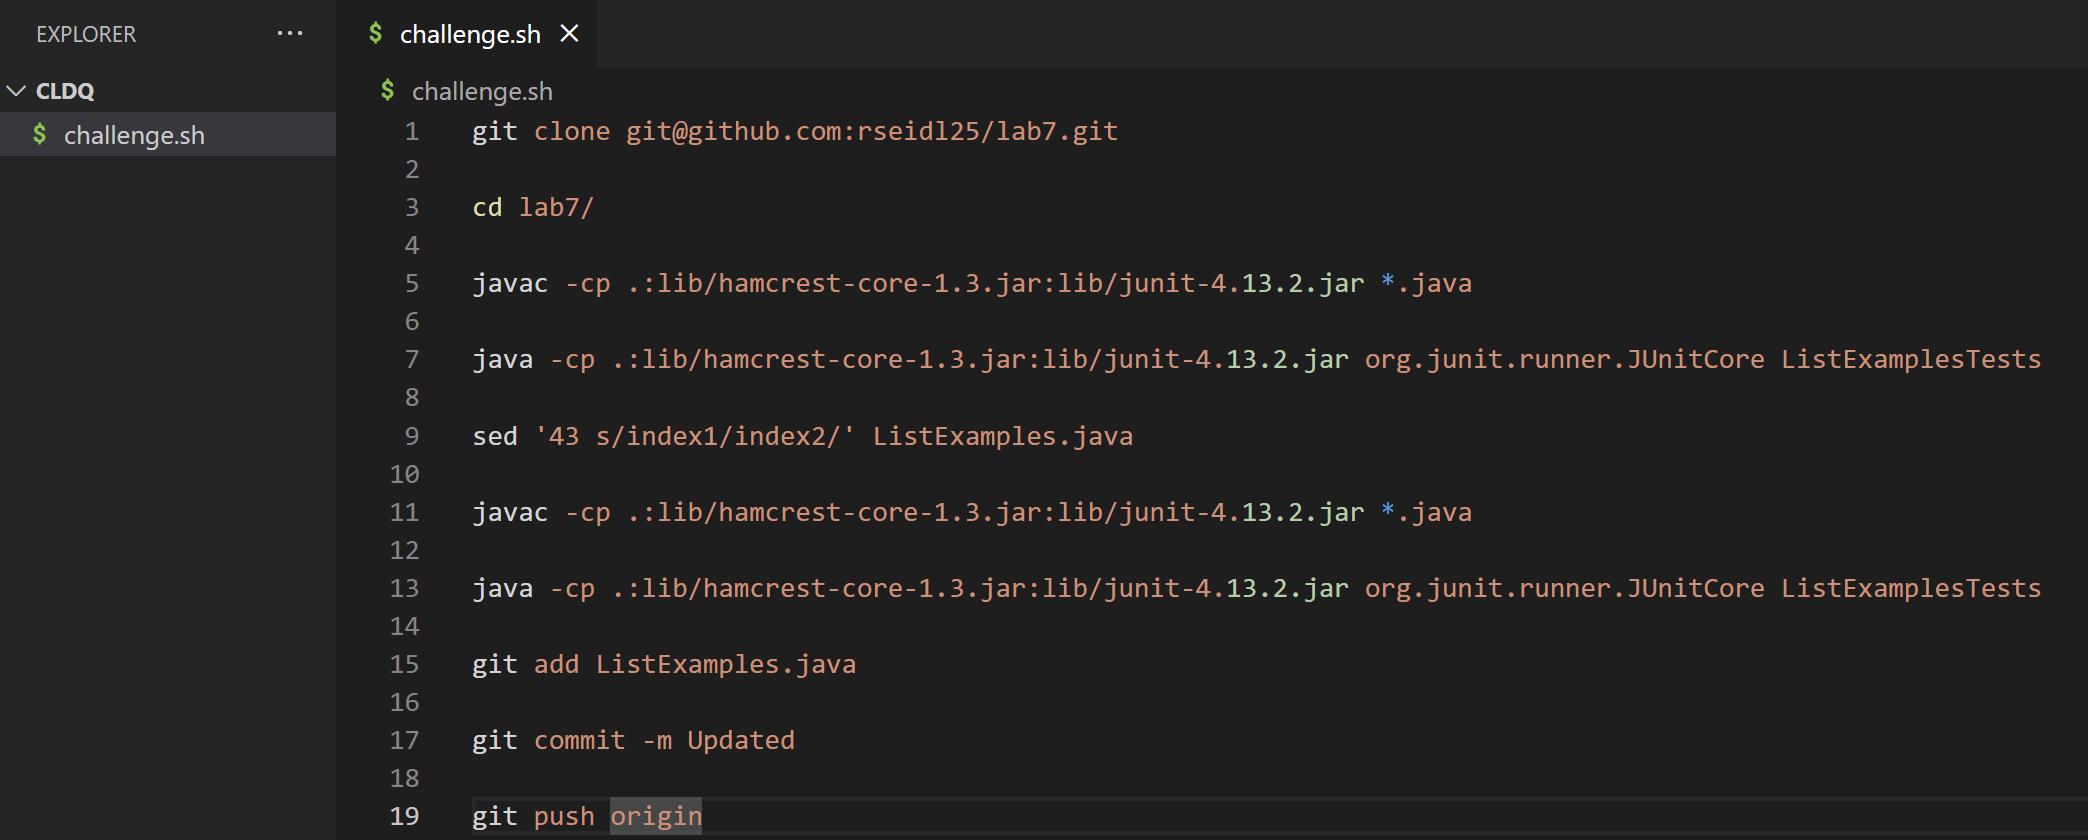 EXPLORER ...
CLDQ
$ challenge.sh
$ challenge.sh ×
$ challenge.sh
1 git clone git@github.com:rseidl25/lab7.git
2
3 cd lab7/
4
5 javac -cp .:lib/hamcrest-core-1.3.jar:lib/junit-4.13.2.jar *.java
6
7 java -cp .:lib/hamcrest-core-1.3.jar:lib/junit-4.13.2.jar org.junit.runner.JUnitCore ListExamplesTests
8
9 sed '43 s/index1/index2/' ListExamples.java
10
11 javac -cp .:lib/hamcrest-core-1.3.jar:lib/junit-4.13.2.jar *.java
12
13 java -cp .:lib/hamcrest-core-1.3.jar:lib/junit-4.13.2.jar org.junit.runner.JUnitCore ListExamplesTests
14
15 git add ListExamples.java
16
17 git commit -m Updated
18
19 git push origin